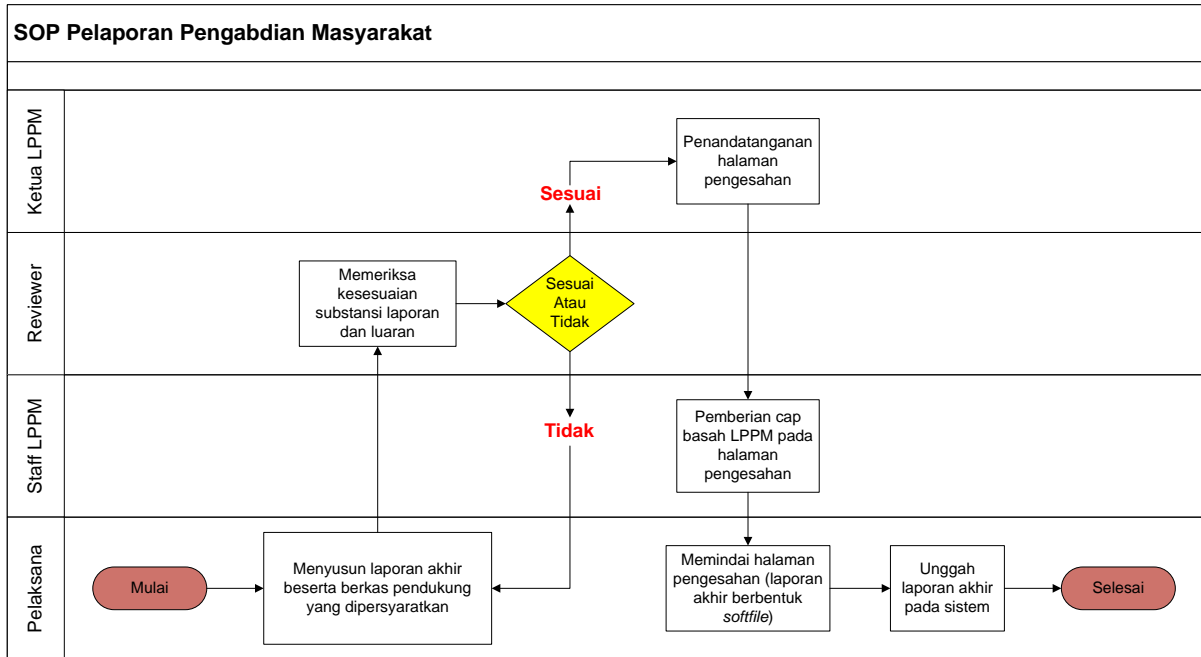 SOP Pelaporan Pengabdian Masyarakat
Ketua LPPM
Penandatanganan
halaman
pengesahan
Sesuai
Reviewer
Memeriksa
kesesuaian
substansi laporan
dan luaran
Sesuai
Atau
Tidak
Staff LPPM
Tidak
Pemberian cap
basah LPPM pada
halaman
pengesahan
Pelaksana
Mulai
Menyusun laporan akhir
beserta berkas pendukung
yang dipersyaratkan
Memindai halaman
pengesahan (laporan
akhir berbentuk
softfile)
Unggah
laporan akhir
pada sistem
Selesai